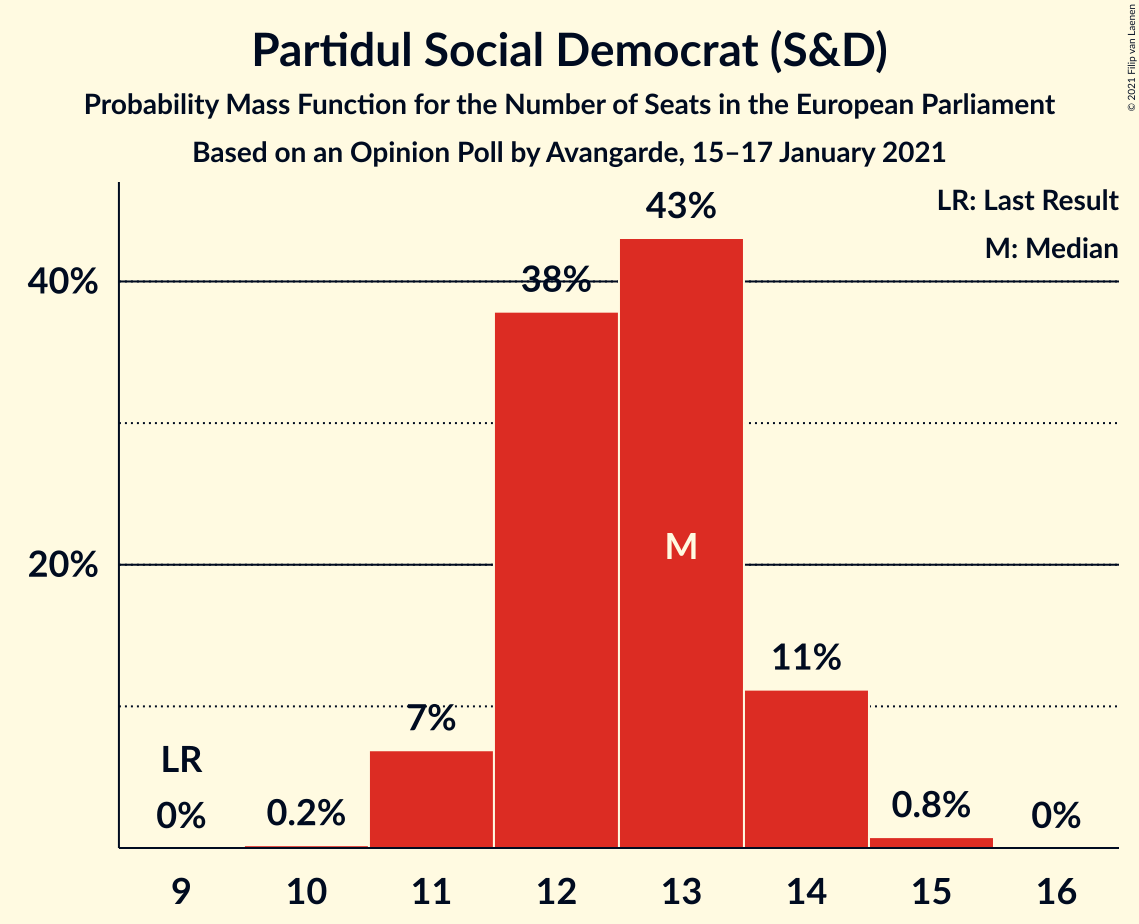 Partidul Social Democrat (S&D)
Probability Mass Function for the Number of Seats in the European Parliament
Based on an Opinion Poll by Avangarde, 15–17 January 2021
© 2021 Filip van Laenen
LR: Last Result
M: Median
43%
40%
38%
M
20%
11%
7%
LR
0%
0.2%
0.8%
0%
9 10 11 12 13 14 15 16